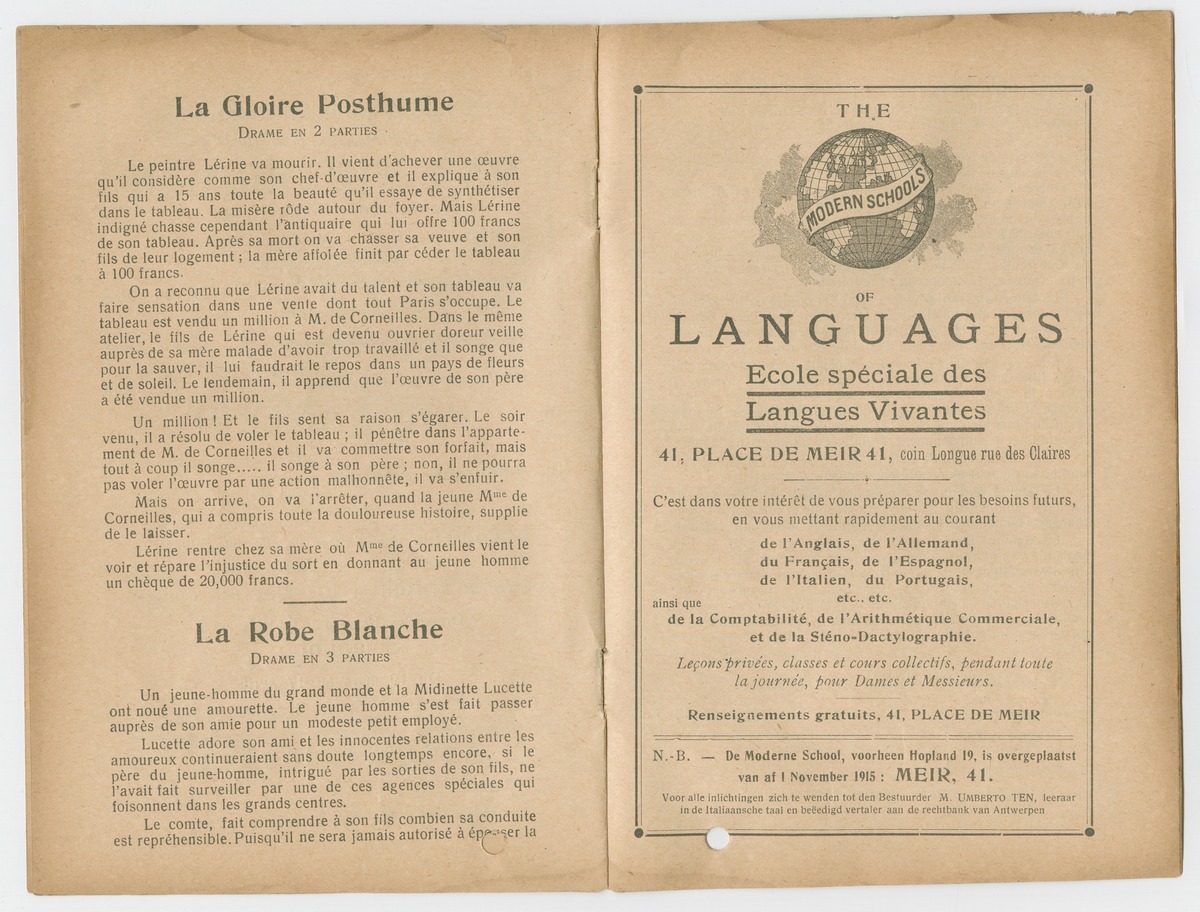 La Gloire Posthume
DRAME EN 2 PARTIES
Le peintre Lérine va mourir. Il vient d'achever une œuvre
qu'il considère comme son chef-d'œuvre et il explique à son
fils qui a 15 ans toute la beauté qu'il essaye de synthétiser
dans le tableau. La misère rôde autour du foyer. Mais Lérine
indigné chasse cependant l'antiquaire qui lui offre 100 francs
de son tableau. Après sa mort on va chasser sa veuve et son
fils de leur logement ; la mère affolée finit par céder le tableau
à 100 francs.
On a reconnu que Lérine avait du talent et son tableau va
faire sensation dans une vente dont tout Paris s'occupe. Le
tableau est vendu un million à M. de Corneilles. Dans le même
atelier, le fils de Lérine qui est devenu ouvrier doreur veille
auprès de sa mère malade d'avoir trop travaillé et il songe que
pour la sauver, il lui faudrait le repos dans un pays de fleurs
et de soleil. Le lendemain, il apprend que l'œuvre de son père
a été vendue un million.
Un million ! Et le fils sent sa raison s'égarer. Le soir
venu, il a résolu de voler le tableau ; il pénètre dans l'apparte-
ment de M. de Corneilles et il va commettre son forfait, mais
tout à coup il songe..... il songe à son père ; non, il ne pourra
pas voler l'œuvre par une action malhonnête, il va s'enfuir.
Mais on arrive, on va l'arrêter, quand la jeune Mme de
Corneilles, qui a compris toute la douloureuse histoire, supplie
de le laisser.
Lérine rentre chez sa mère où Mme de Corneilles vient le
voir et répare l'injustice du sort en donnant au jeune homme
un chèque de 20,000 francs.
La Robe Blanche
DRAME EN 3 PARTIES
Un jeune-homme du grand monde et la Midinette Lucette
ont noué une amourette. Le jeune homme s'est fait passer
auprès de son amie pour un modeste petit employé.
Lucette adore son ami et les innocentes relations entre les
amoureux continueraient sans doute longtemps encore, si le
père du jeune-homme, intrigué par les sorties de son fils, ne
l'avait fait surveiller par une de ces agences spéciales qui
foisonnent dans les grands centres.
Le comte, fait comprendre à son fils combien sa conduite
est repréhensible. Puisqu'il ne sera jamais autorisé à épouser la
THE
MODERN SCHOOLS
OF
LANGUAGES
Ecole spéciale des
Langues Vivantes
41, PLACE DE MEIR 41, coin Longue rue des Claires
C'est dans votre intérêt de vous préparer pour les besoins futurs,
en vous mettant rapidement au courant
de l'Anglais, de l'Allemand,
du Français, de l'Espagnol,
de l'Italien, du Portugais,
etc.. etc.
ainsi que
de la Comptabilité, de l'Arithmétique Commerciale,
et de la Sténo-Dactylographie.
Leçons privées, classes et cours collectifs, pendant toute
la journée, pour Dames et Messieurs.
Renseignements gratuits, 41, PLACE DE MEIR
N.-B. — De Moderne School, voorheen Hopland 19, is overgeplaatst
van af 1 November 1915 : MEIR, 41.
Voor alle inlichtingen zich te wenden tot den Bestuurder M. UMBERTO TEN, leeraar
in de Italiaansche taal en beëedigd vertaler aan de rechtbank van Antwerpen